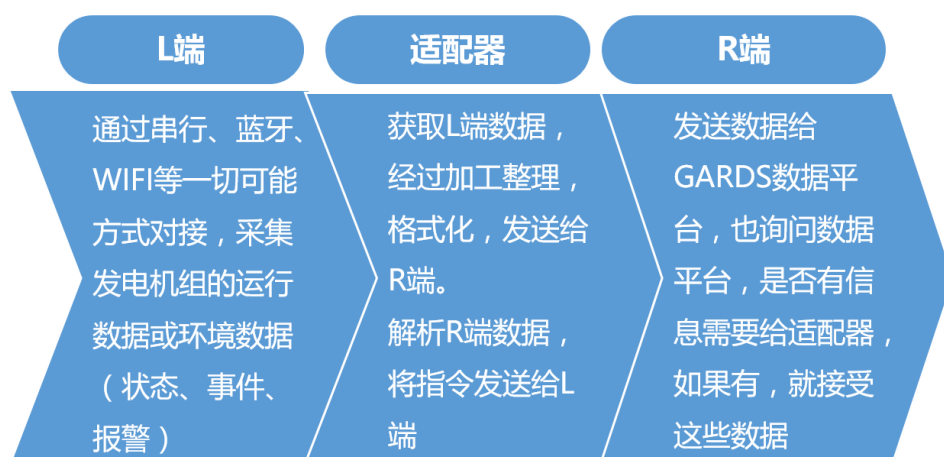 L端
通过串行、蓝牙、
WIFI等一切可能
方式对接，采集
发电机组的运行
数据或环境数据
（状态、事件、
报警）
适配器
获取L端数据，
经过加工整理，
格式化，发送给
R端。
解析R端数据，
将指令发送给L
端
R端
发送数据给
GARDS数据平
台，也询问数据
平台，是否有信
息需要给适配器，
如果有，就接受
这些数据